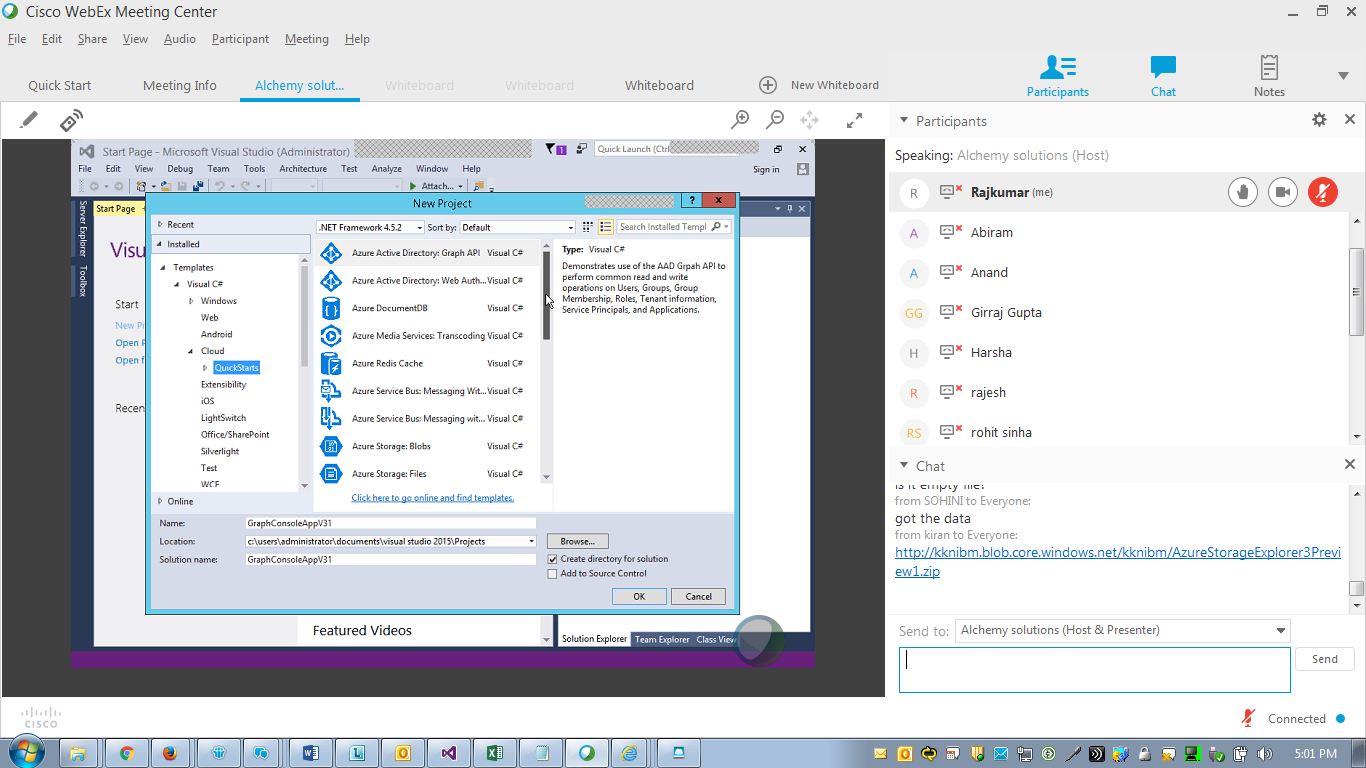 Cisco WebEx Meeting Center
File Edit Share View Audio Participant Meeting Help
Quick Start Meeting Info Alchemy solut... Whiteboard Whiteboard Whiteboard New Whiteboard
Participants Chat Notes
Start Page - Microsoft Visual Studio (Administrator)
1
Quick Launch (Ctrl
File Edit View Debug Team Tools Architecture Test Analyze Window Help
Sign in
Attach...
Server Explorer
Toolbox
Start Page
Visu
Start
New Pr
Open P
Open f
Recen
Featured Videos
Solution Explorer Team Explorer Class View
New Project
?
Recent
Installed
Templates
Visual C#
Windows
Web
Android
Cloud
QuickStarts
Extensibility
iOS
LightSwitch
Office/SharePoint
Silverlight
Test
WCF
Online
.NET Framework 4.5.2 Sort by: Default
Search Installed Templ
Azure Active Directory: Graph API Visual C#
Azure Active Directory: Web Auth... Visual C#
Azure DocumentDB Visual C#
Azure Media Services: Transcoding Visual C#
Azure Redis Cache Visual C#
Azure Service Bus: Messaging Wit... Visual C#
Azure Service Bus: Messaging wit... Visual C#
Azure Storage: Blobs Visual C#
Azure Storage: Files Visual C#
Click here to go online and find templates.
Type: Visual C#
Demonstrates use of the AAD Grpah API to
perform common read and write
operations on Users, Groups, Group
Membership, Roles, Tenant information,
Service Principals, and Applications.
Name: GraphConsoleAppV31
Location: c:\users\administrator\documents\visual studio 2015\Projects Browse...
Solution name: GraphConsoleAppV31
Create directory for solution
Add to Source Control
OK Cancel
Participants
Speaking: Alchemy solutions (Host)
R Rajkumar (me)
A Abiram
A Anand
GG Girraj Gupta
H Harsha
R rajesh
RS rohit sinha
Chat
is it empty file?
from SOHINI to Everyone:
got the data
from kiran to Everyone:
http://kknibm.blob.core.windows.net/kknibm/AzureStorageExplorer3Previ
ew1.zip
Send to: Alchemy solutions (Host & Presenter)
Send
cisco
Connected
5:01 PM